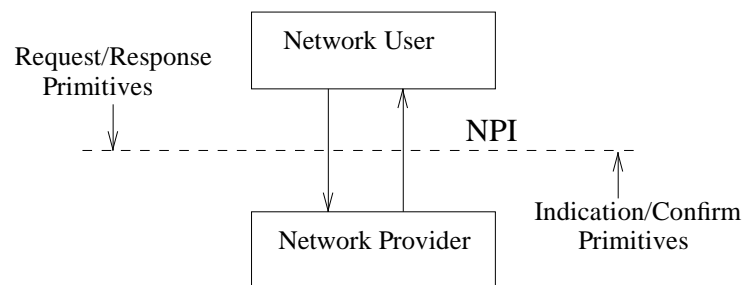 Network User
Request/Response
Primitives
NPI
Indication/Confirm
Primitives
Network Provider